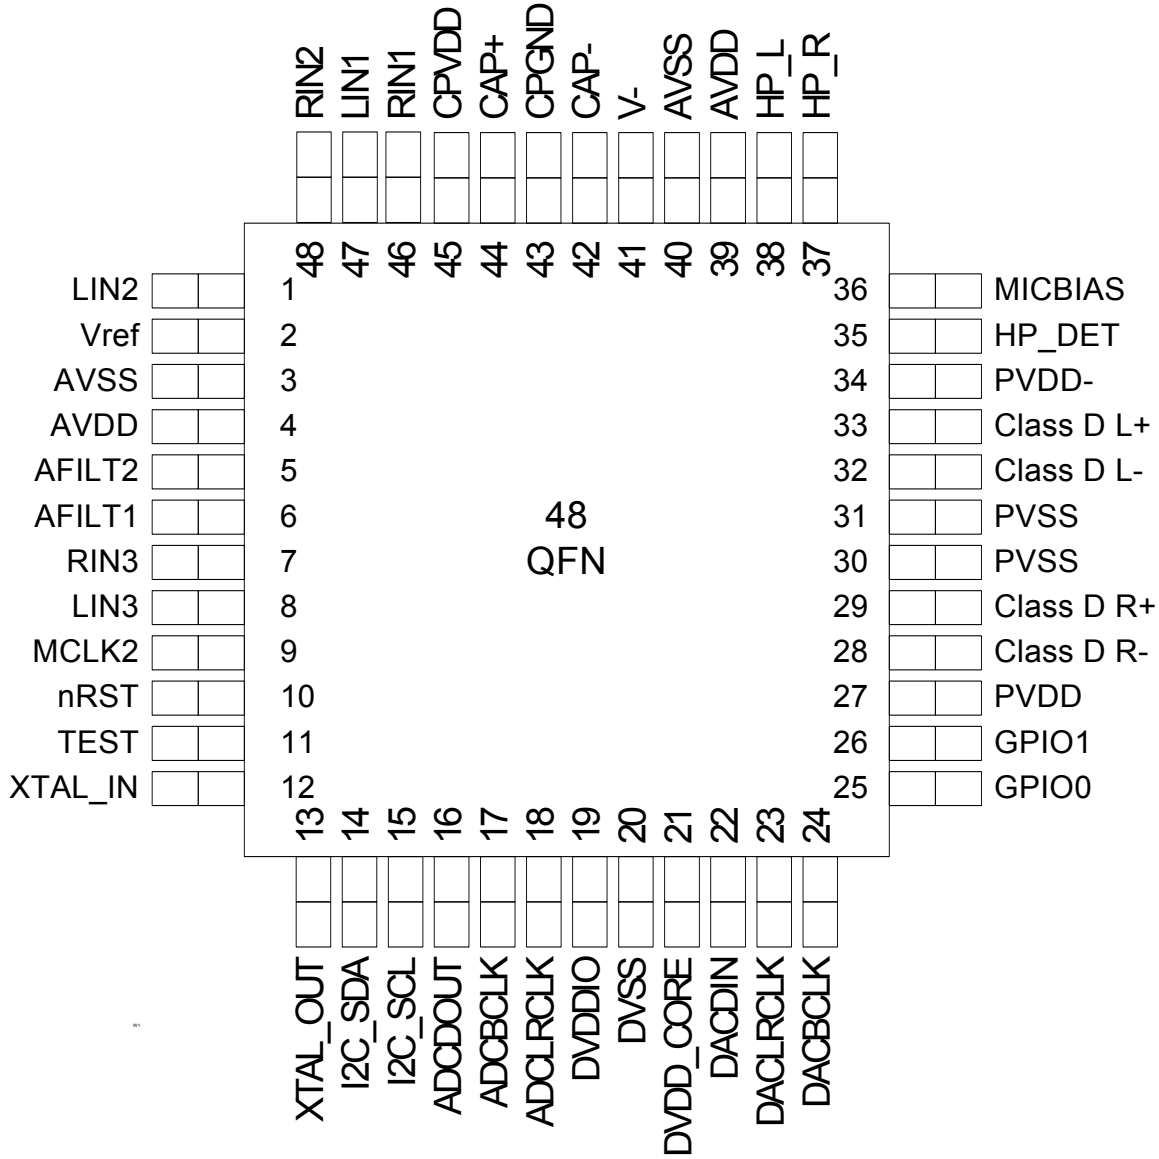 RIN2
LIN1
RIN1
CPVDD
CAP+
CPGND
CAP-
V-
AVSS
AVDD
HP_L
HP_R
48
47
46
45
44
43
42
41
40
39
38
37
LIN2 1 36 MICBIAS
Vref 2 35 HP_DET
AVSS 3 34 PVDD-
AVDD 4 33 Class D L+
AFILT2 5 32 Class D L-
AFILT1 6 31 PVSS
RIN3 7 30 PVSS
LIN3 8 29 Class D R+
MCLK2 9 28 Class D R-
nRST 10 27 PVDD
TEST 11 26 GPIO1
XTAL_IN 12 25 GPIO0
48
QFN
13
14
15
16
17
18
19
20
21
22
23
24
XTAL_OUT
I2C_SDA
I2C_SCL
ADCDOUT
ADCBCLK
ADCLRCLK
DVDDIO
DVSS
DVDD_CORE
DACDIN
DACLRCLK
DACBCLK